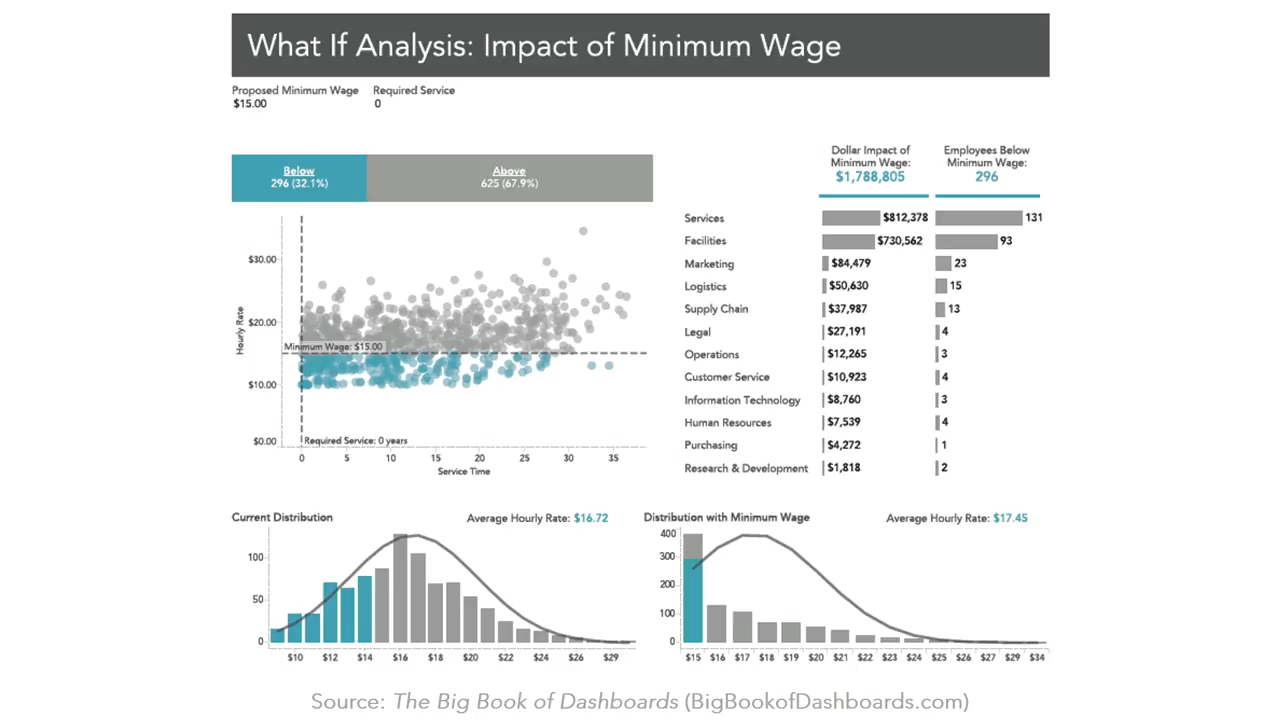 What If Analysis: Impact of Minimum Wage
Proposed Minimum Wage Required Service
$15.00 0
Below
296 (32.1%)
Above
625 (67.9%)
Hourly Rate
$30.00
$20.00
$10.00
$0.00
Minimum Wage: $15.00
Required Service: 0 years
0 5 10 15 20 25 30 35
Service Time
Dollar Impact of
Minimum Wage:
$1,788,805
Employees Below
Minimum Wage:
296
Services $812,378 131
Facilities $730,562 93
Marketing $84,479 23
Logistics $50,630 15
Supply Chain $37,987 13
Legal $27,191 4
Operations $12,265 3
Customer Service $10,923 4
Information Technology $8,760 3
Human Resources $7,539 4
Purchasing $4,272 1
Research & Development $1,818 2
Current Distribution Average Hourly Rate: $16.72
100
50
0
$10 $12 $14 $16 $18 $20 $22 $24 $26 $29
Distribution with Minimum Wage Average Hourly Rate: $17.45
400
300
200
100
0
$15 $16 $17 $18 $19 $20 $21 $22 $23 $24 $25 $26 $27 $29 $34
Source: The Big Book of Dashboards (BigBookofDashboards.com)